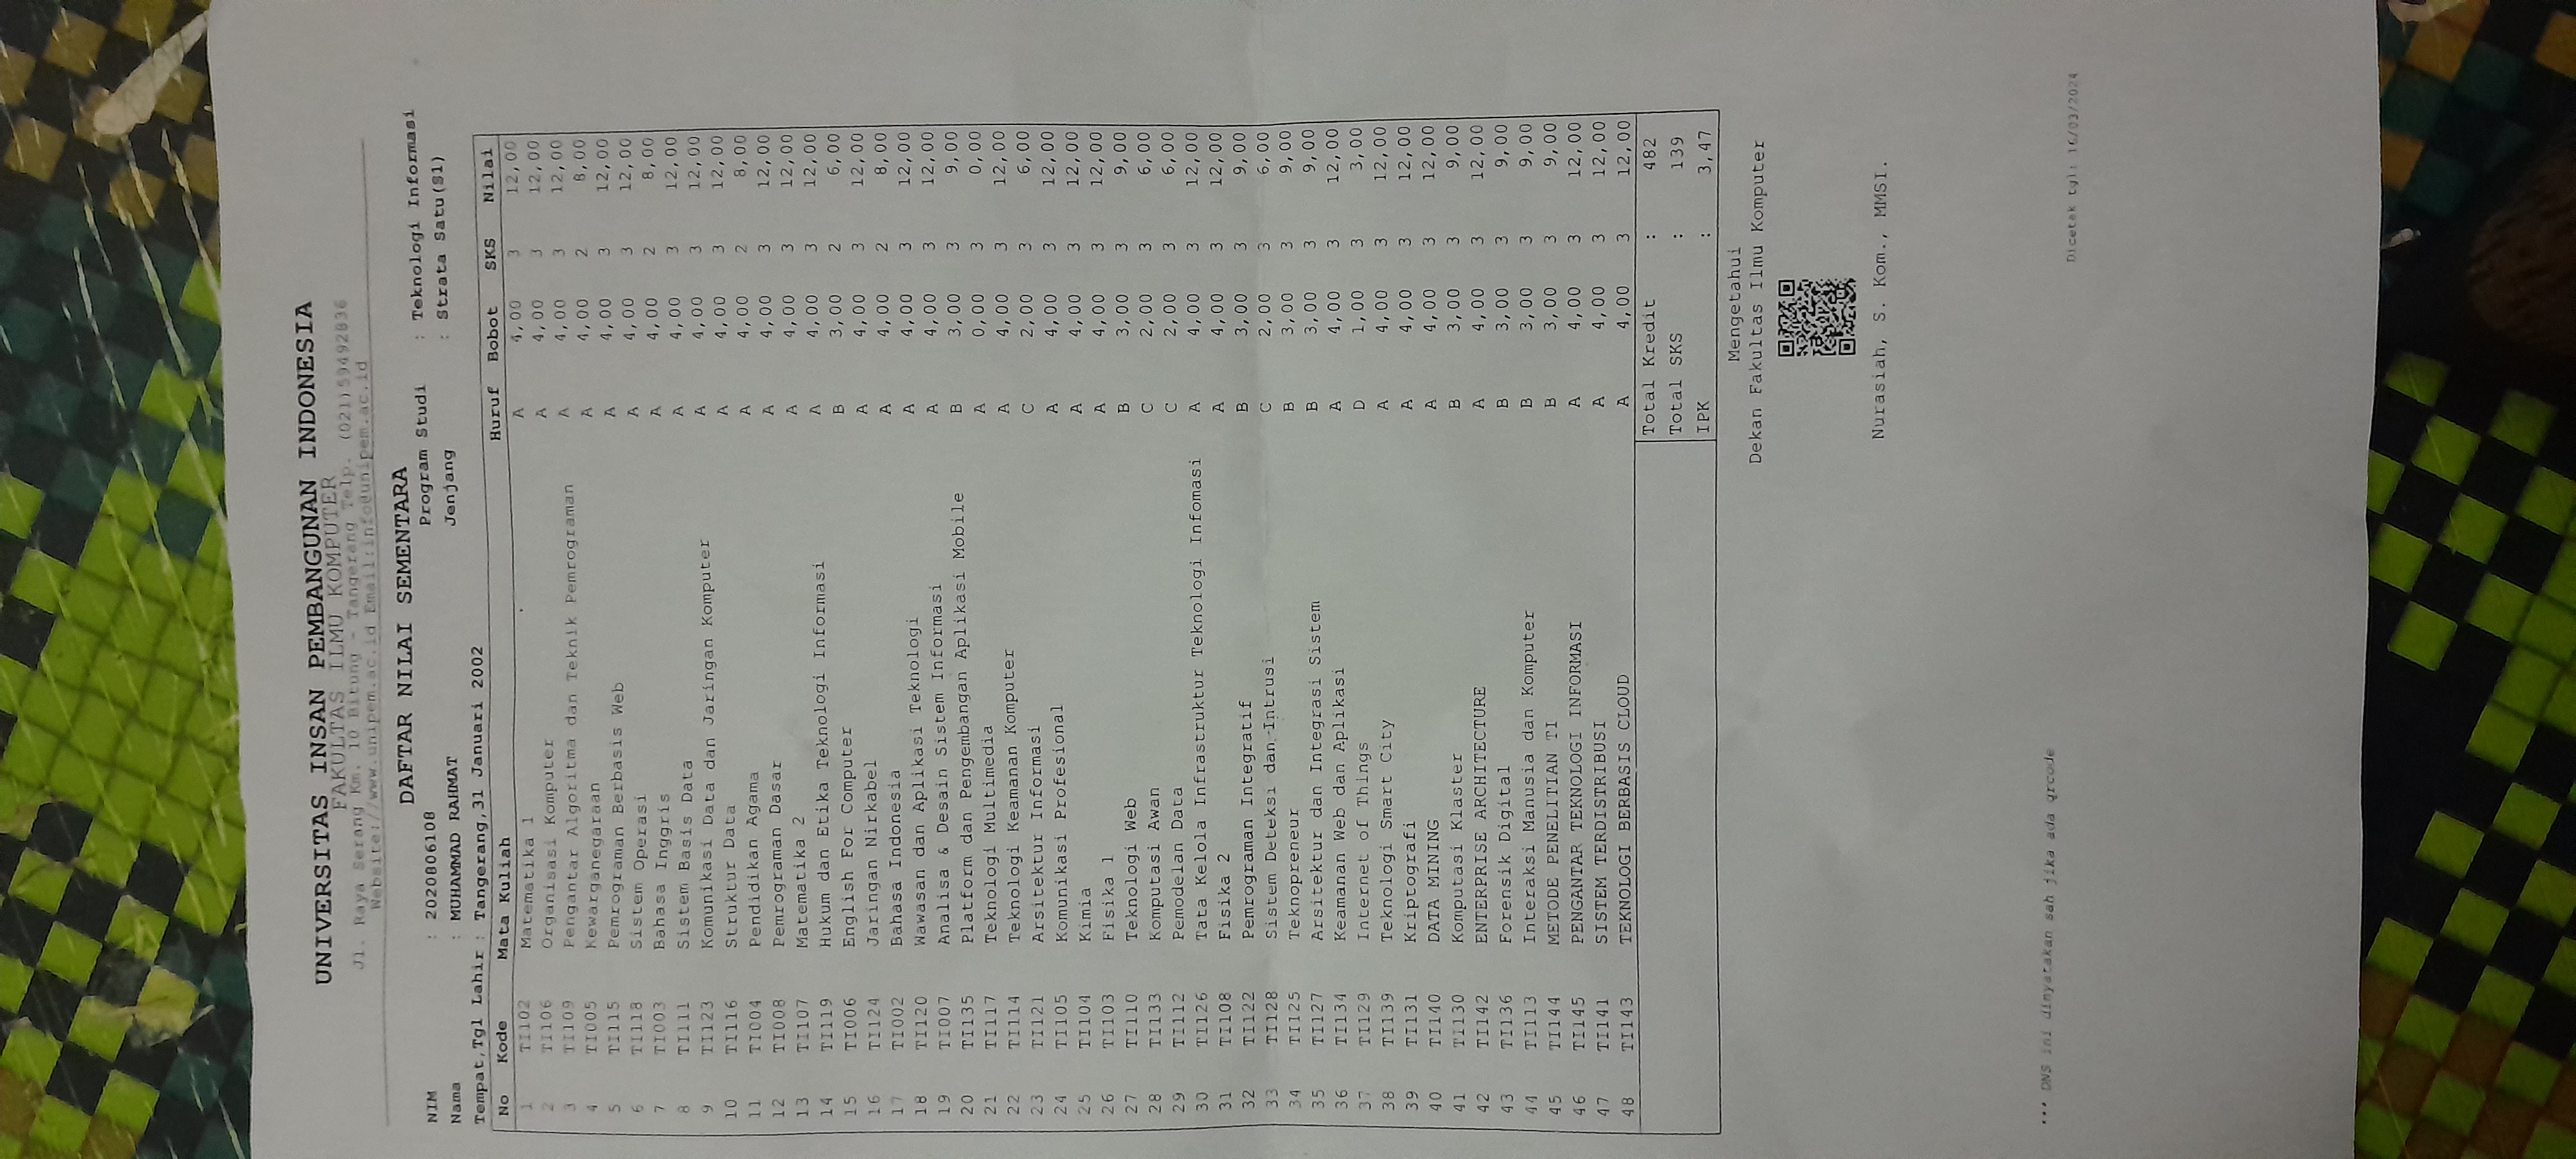 UNIVERSITAS INSAN PEMBANGUNAN INDONESIA
FAKULTAS ILMU KOMPUTER
Jl. Raya Serang Km. 10 Bitung - Tangerang Telp. (021)59492836
Website://www.unipem.ac.id Email:info@unipem.ac.id
DAFTAR NILAI SEMENTARA
NIM : 2020806108 Program Studi : Teknologi Informasi
Nama : MUHAMMAD RAHMAT Jenjang : Strata Satu(S1)
Tempat,Tgl Lahir : Tangerang,31 Januari 2002
No Kode Mata Kuliah Huruf Bobot SKS Nilai
1 TI102 Matematika 1 A 4,00 3 12,00
2 TI106 Organisasi Komputer A 4,00 3 12,00
3 TI109 Pengantar Algoritma dan Teknik Pemrograman A 4,00 3 12,00
4 TI005 Kewarganegaraan A 4,00 2 8,00
5 TI115 Pemrograman Berbasis Web A 4,00 3 12,00
6 TI118 Sistem Operasi A 4,00 3 12,00
7 TI003 Bahasa Inggris A 4,00 2 8,00
8 TI111 Sistem Basis Data A 4,00 3 12,00
9 TI123 Komunikasi Data dan Jaringan Komputer A 4,00 3 12,00
10 TI116 Struktur Data A 4,00 3 12,00
11 TI004 Pendidikan Agama A 4,00 2 8,00
12 TI008 Pemrograman Dasar A 4,00 3 12,00
13 TI107 Matematika 2 A 4,00 3 12,00
14 TI119 Hukum dan Etika Teknologi Informasi A 4,00 3 12,00
15 TI006 English For Computer B 3,00 2 6,00
16 TI124 Jaringan Nirkabel A 4,00 3 12,00
17 TI002 Bahasa Indonesia A 4,00 2 8,00
18 TI120 Wawasan dan Aplikasi Teknologi A 4,00 3 12,00
19 TI007 Analisa & Desain Sistem Informasi A 4,00 3 12,00
20 TI135 Platform dan Pengembangan Aplikasi Mobile B 3,00 3 9,00
21 TI117 Teknologi Multimedia A 0,00 3 0,00
22 TI114 Teknologi Keamanan Komputer A 4,00 3 12,00
23 TI121 Arsitektur Informasi C 2,00 3 6,00
24 TI105 Komunikasi Profesional A 4,00 3 12,00
25 TI104 Kimia A 4,00 3 12,00
26 TI103 Fisika 1 A 4,00 3 12,00
27 TI110 Teknologi Web B 3,00 3 9,00
28 TI133 Komputasi Awan C 2,00 3 6,00
29 TI112 Pemodelan Data C 2,00 3 6,00
30 TI126 Tata Kelola Infrastruktur Teknologi Infomasi A 4,00 3 12,00
31 TI108 Fisika 2 A 4,00 3 12,00
32 TI122 Pemrograman Integratif B 3,00 3 9,00
33 TI128 Sistem Deteksi dan Intrusi C 2,00 3 6,00
34 TI125 Teknopreneur B 3,00 3 9,00
35 TI127 Arsitektur dan Integrasi Sistem B 3,00 3 9,00
36 TI134 Keamanan Web dan Aplikasi A 4,00 3 12,00
37 TI129 Internet of Things D 1,00 3 3,00
38 TI139 Teknologi Smart City A 4,00 3 12,00
39 TI131 Kriptografi A 4,00 3 12,00
40 TI140 DATA MINING A 4,00 3 12,00
41 TI130 Komputasi Klaster B 3,00 3 9,00
42 TI142 ENTERPRISE ARCHITECTURE A 4,00 3 12,00
43 TI136 Forensik Digital B 3,00 3 9,00
44 TI113 Interaksi Manusia dan Komputer B 3,00 3 9,00
45 TI144 METODE PENELITIAN TI B 3,00 3 9,00
46 TI145 PENGANTAR TEKNOLOGI INFORMASI A 4,00 3 12,00
47 TI141 SISTEM TERDISTRIBUSI A 4,00 3 12,00
48 TI143 TEKNOLOGI BERBASIS CLOUD A 4,00 3 12,00
Total Kredit : 482
Total SKS : 139
IPK : 3,47
Mengetahui
Dekan Fakultas Ilmu Komputer
Nurasiah, S. Kom., MMSI.
*** DNS ini dinyatakan sah jika ada qrcode
Dicetak tgl: 16/03/2024